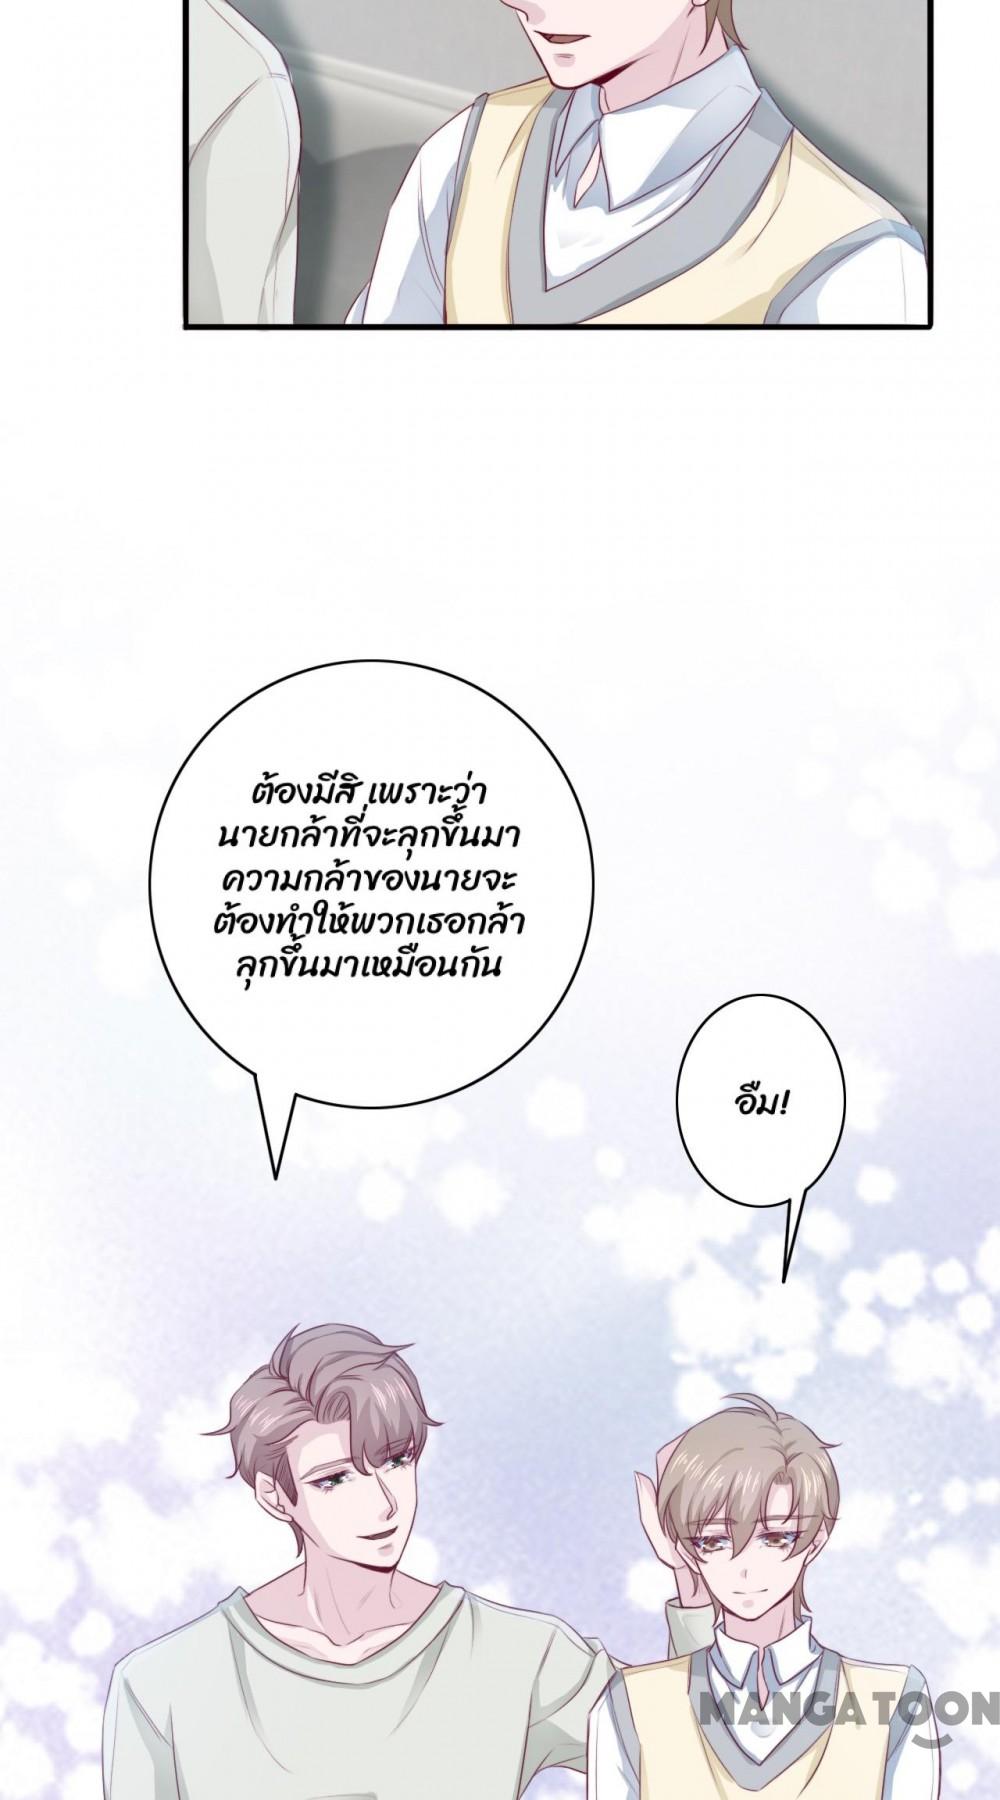 ต้องมีสิ เพราะว่า
นายกล้าที่จะลุกขึ้นมา
ความกล้าของนายจะ
ต้องทำให้พวกเธอกล้า
ลุกขึ้นมาเหมือนกัน
อืม!
MANGATOON